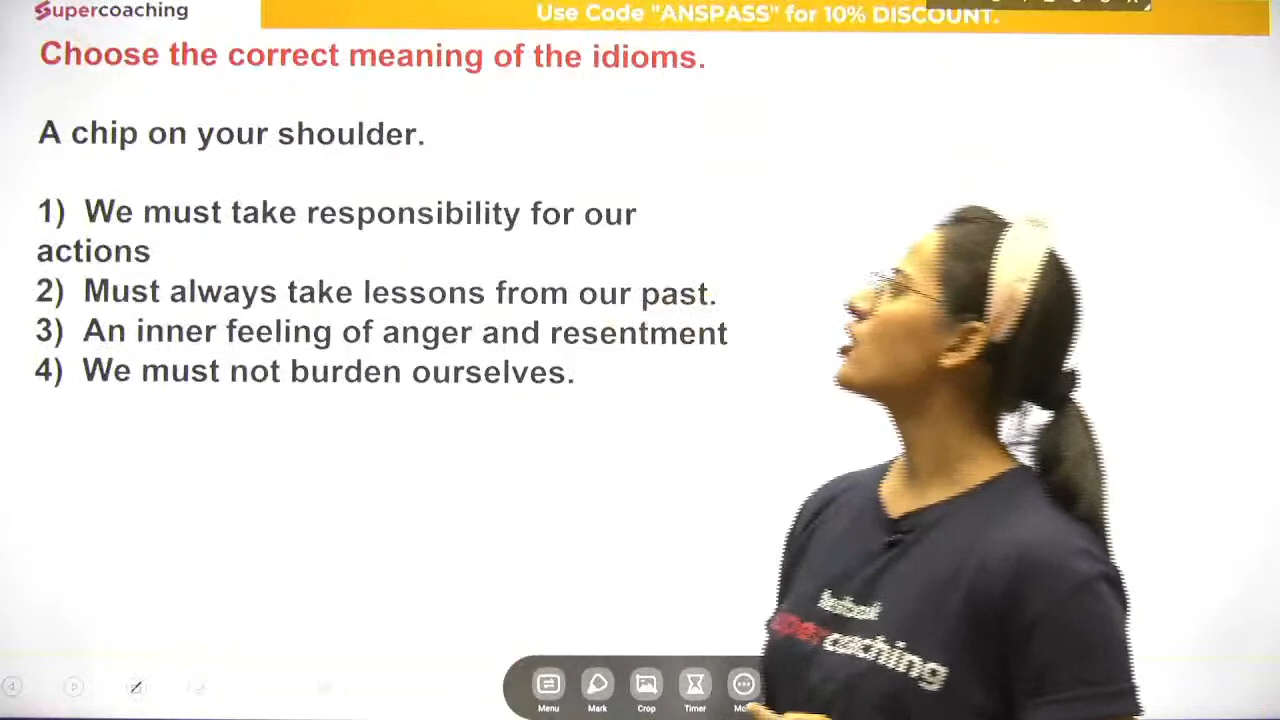 Supercoaching
Use Code "ANSPASS" for 10% DISCOUNT.
Choose the correct meaning of the idioms.
A chip on your shoulder.
1) We must take responsibility for our
actions
2) Must always take lessons from our past.
3) An inner feeling of anger and resentment
4) We must not burden ourselves.
testbook
supercoaching
Menu
Mark
Crop
Timer